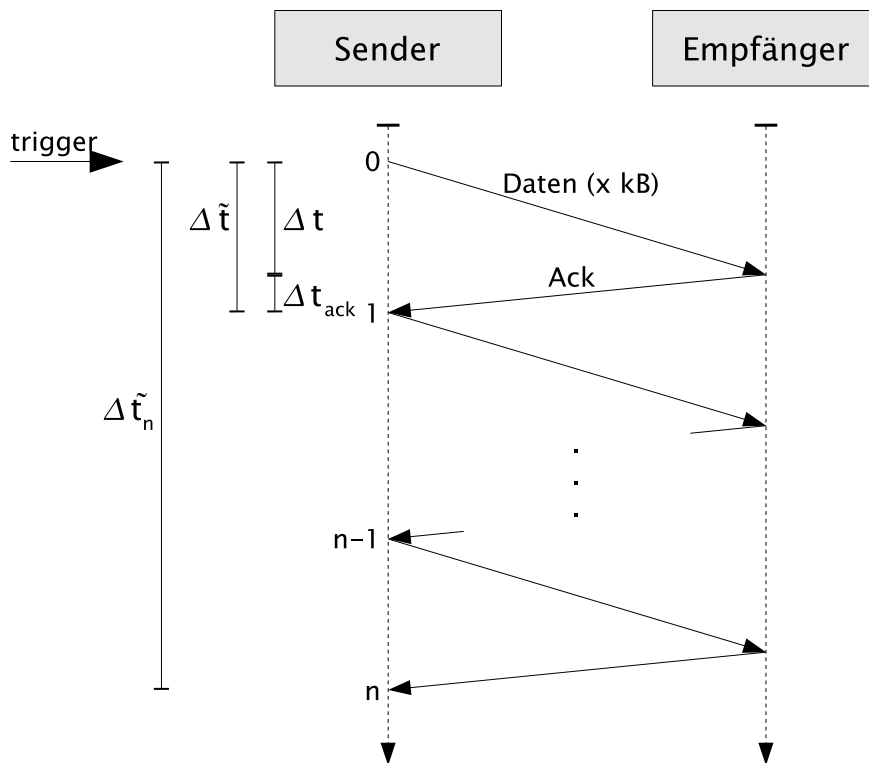 Sender
Empfänger
trigger
0
Daten (x kB)
Δ t̃
Δ t
Ack
Δ t_ack
1
Δ t̃_n
n-1
n